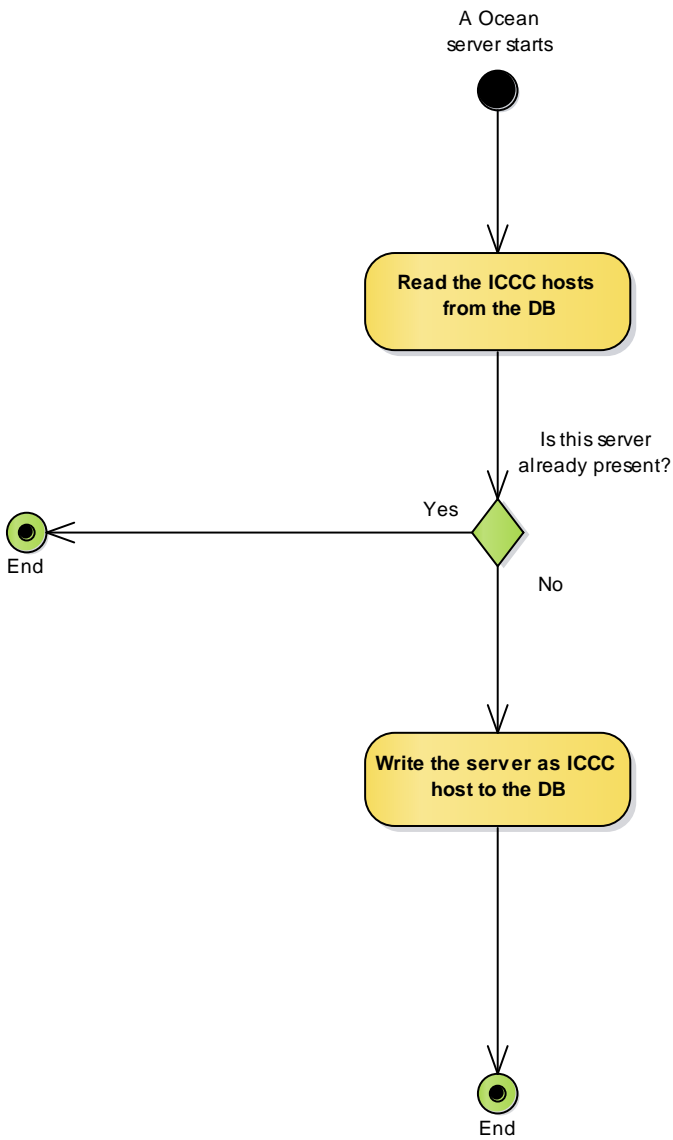 A Ocean
server starts
Read the ICCC hosts
from the DB
Is this server
already present?
Yes
End
No
Write the server as ICCC
host to the DB
End